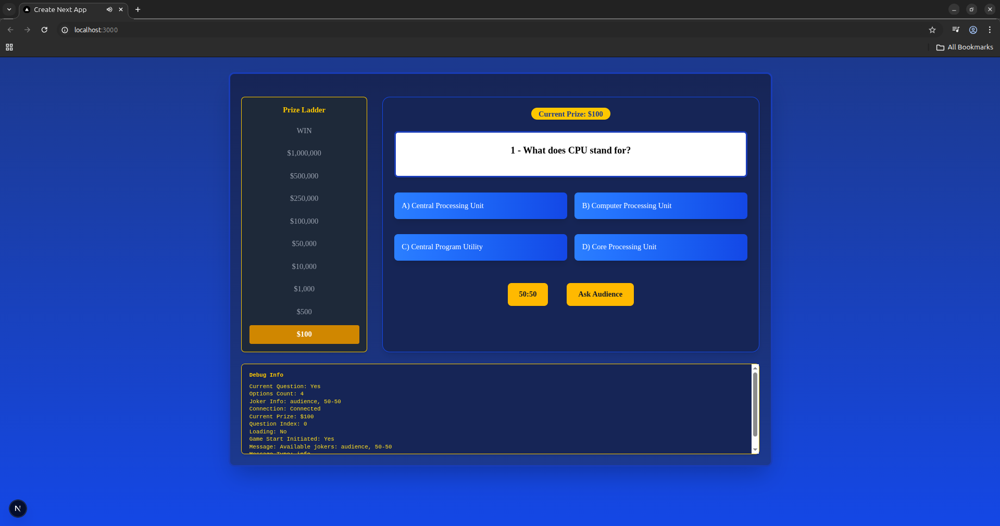 Create Next App
localhost:3000
All Bookmarks
Prize Ladder
WIN
$1,000,000
$500,000
$250,000
$100,000
$50,000
$10,000
$1,000
$500
$100
Current Prize: $100
1 - What does CPU stand for?
A) Central Processing Unit
B) Computer Processing Unit
C) Central Program Utility
D) Core Processing Unit
50:50
Ask Audience
Debug Info
Current Question: Yes
Options Count: 4
Joker Info: audience, 50-50
Connection: Connected
Current Prize: $100
Question Index: 0
Loading: No
Game Start Initiated: Yes
Message: Available jokers: audience, 50-50
Message Type: info
N